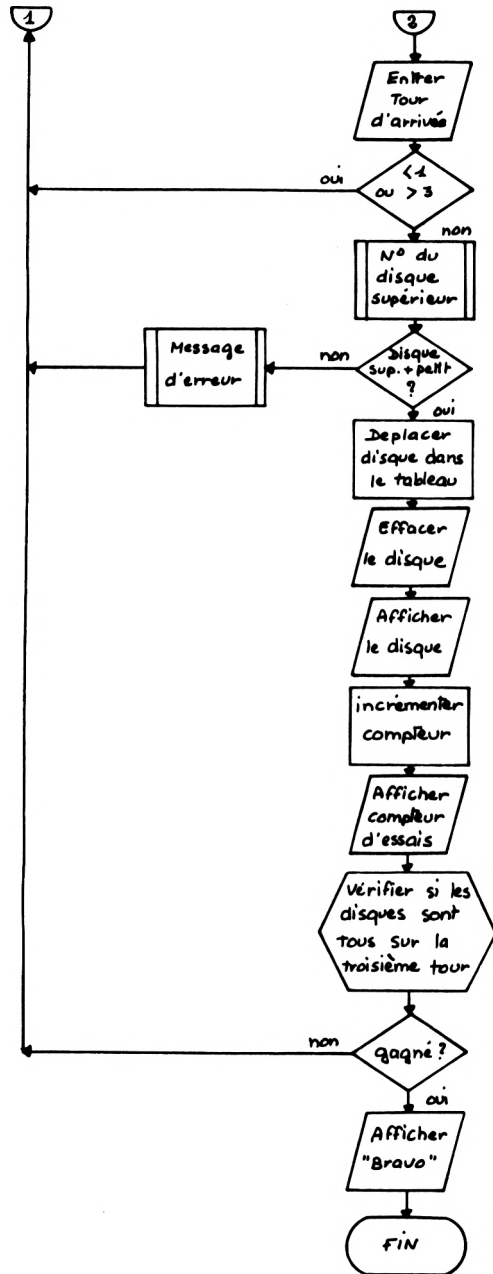 1
2
Entrer
Tour
d'arrivée
oui
<1
ou > 3
non
N° du
disque
supérieur
Message
d'erreur
non
Disque
sup. + petit
?
oui
Deplacer
disque dans
le tableau
Effacer
le disque
Afficher
le disque
incrémenter
compteur
Afficher
compteur
d'essais
Vérifier si les
disques sont
tous sur la
troisième tour
non
gagné ?
oui
Afficher
"Bravo"
FIN